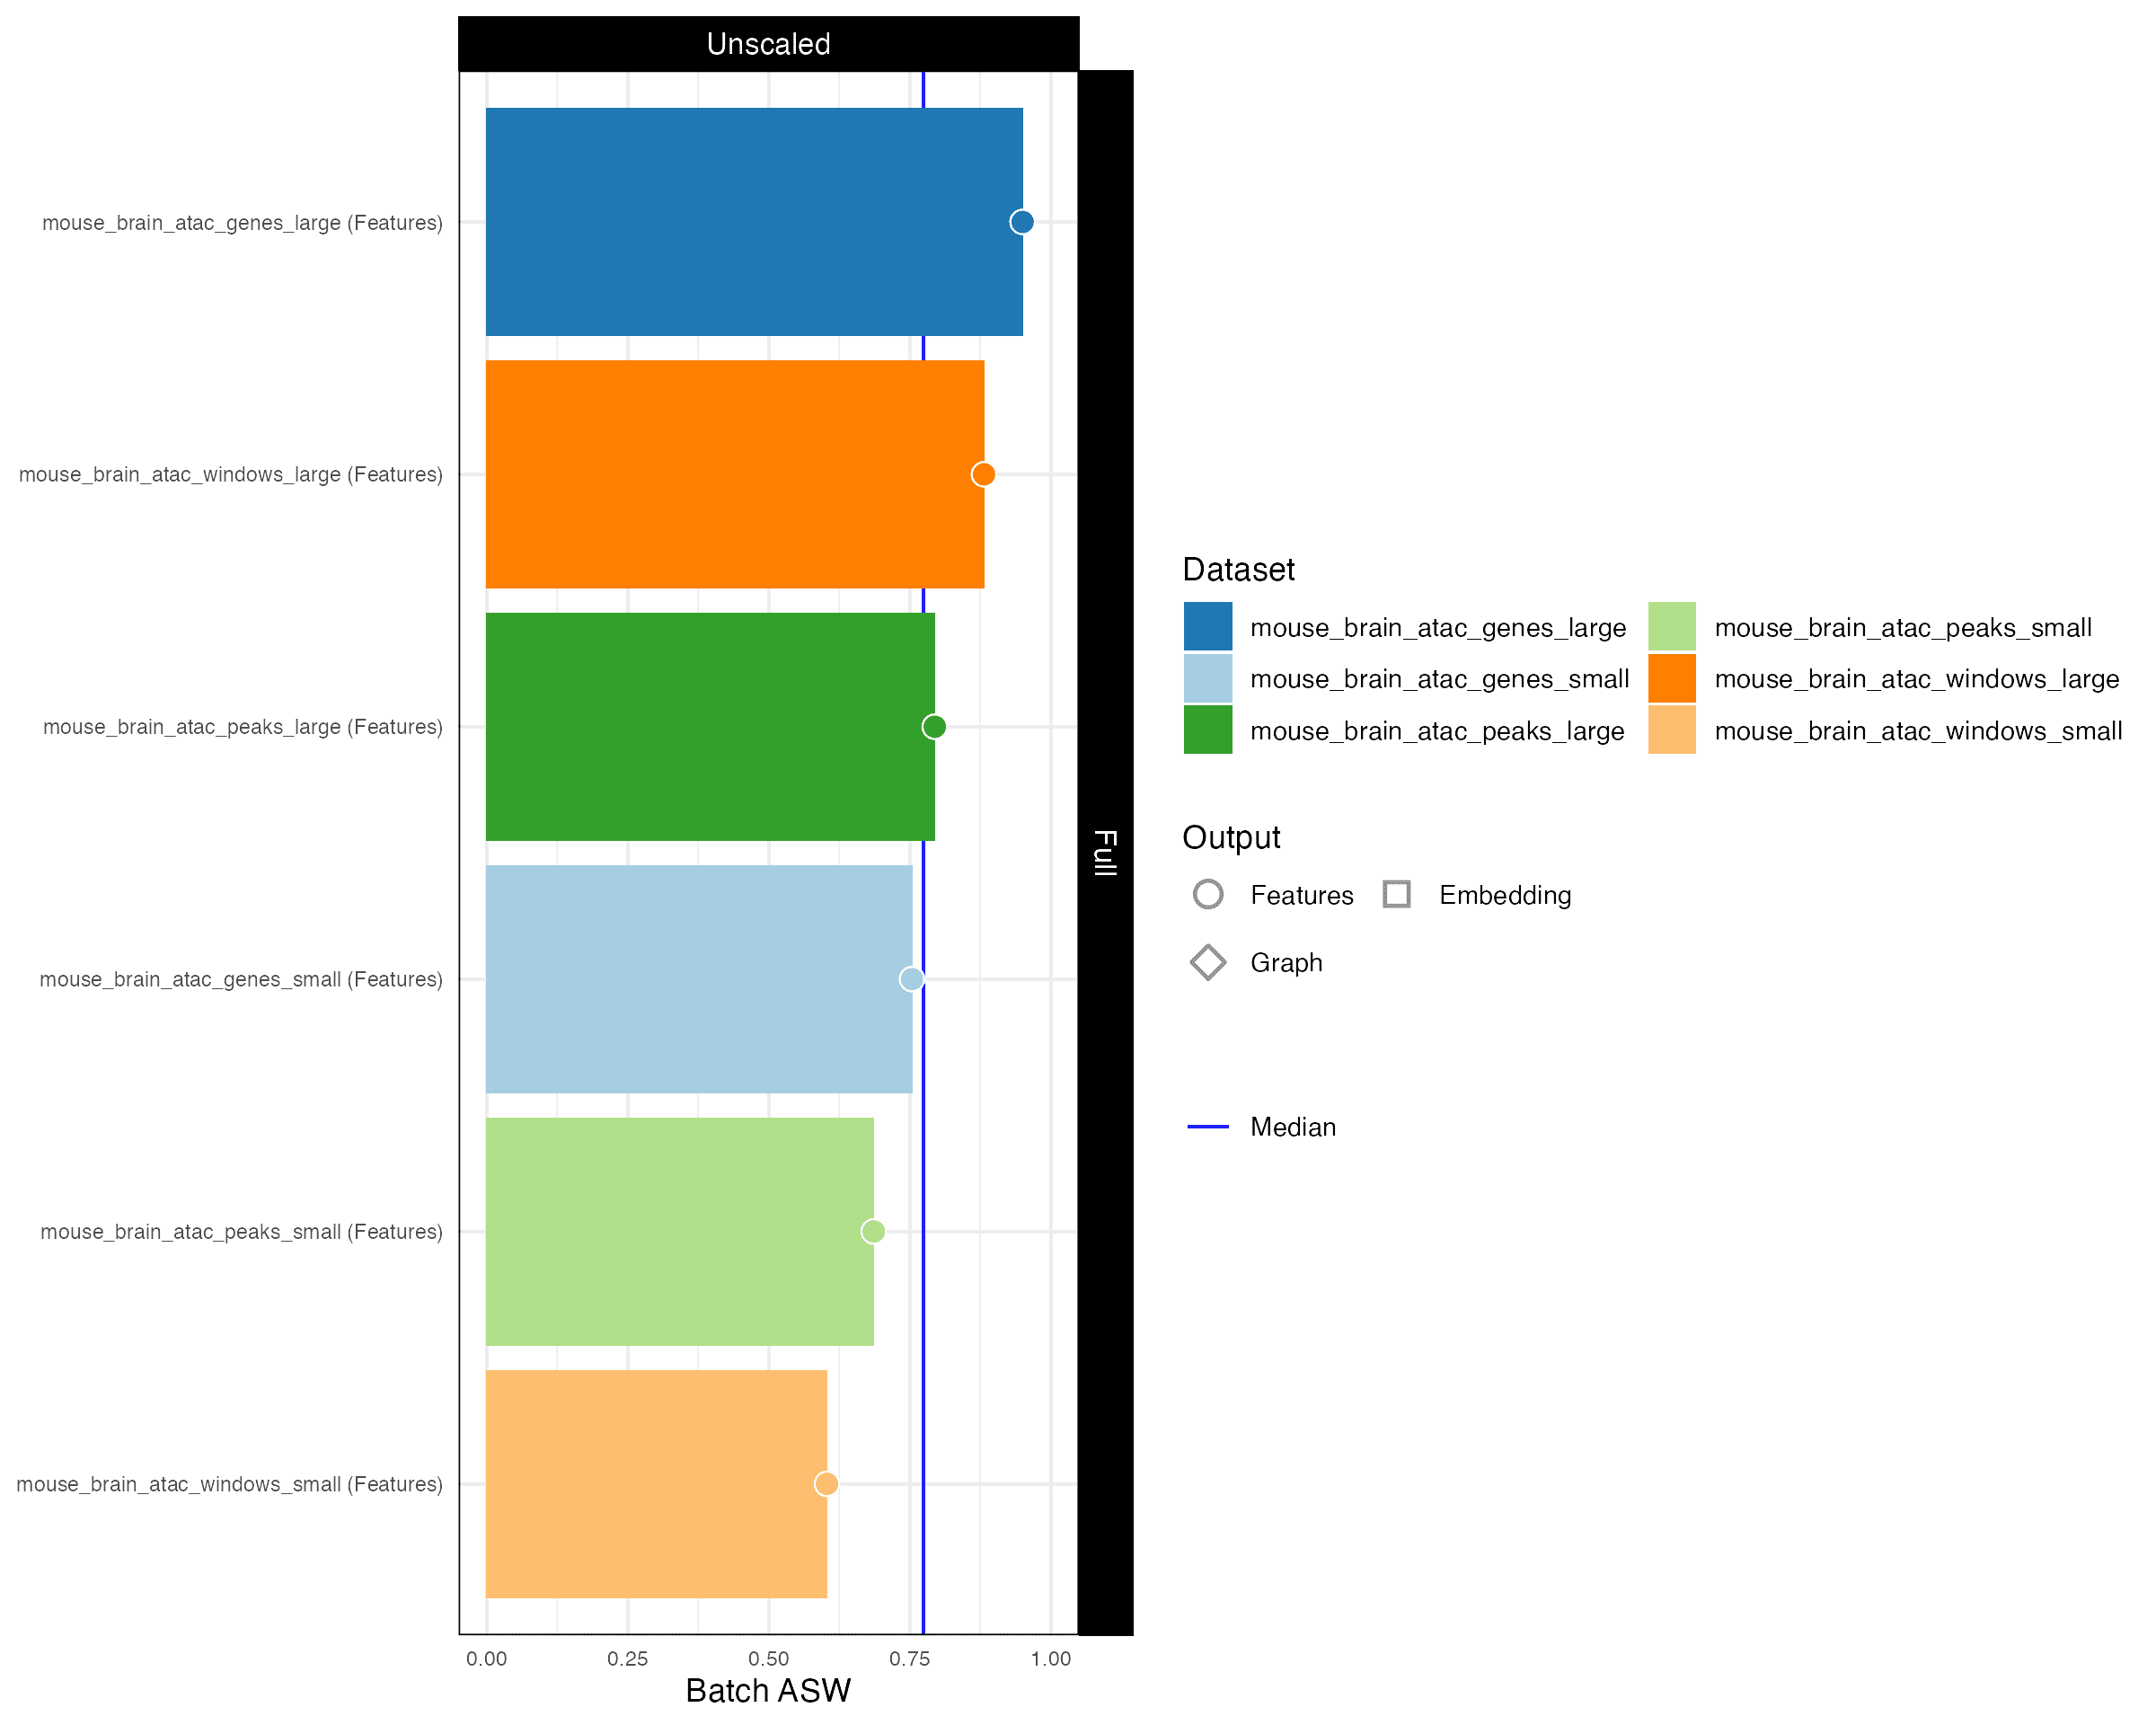 Unscaled
mouse_brain_atac_genes_large (Features)
mouse_brain_atac_windows_large (Features)
mouse_brain_atac_peaks_large (Features)
mouse_brain_atac_genes_small (Features)
mouse_brain_atac_peaks_small (Features)
mouse_brain_atac_windows_small (Features)
0.00 0.25 0.50 0.75 1.00
Batch ASW
Full
Dataset
mouse_brain_atac_genes_large mouse_brain_atac_peaks_small
mouse_brain_atac_genes_small mouse_brain_atac_windows_large
mouse_brain_atac_peaks_large mouse_brain_atac_windows_small
Output
Features Embedding
Graph
Median